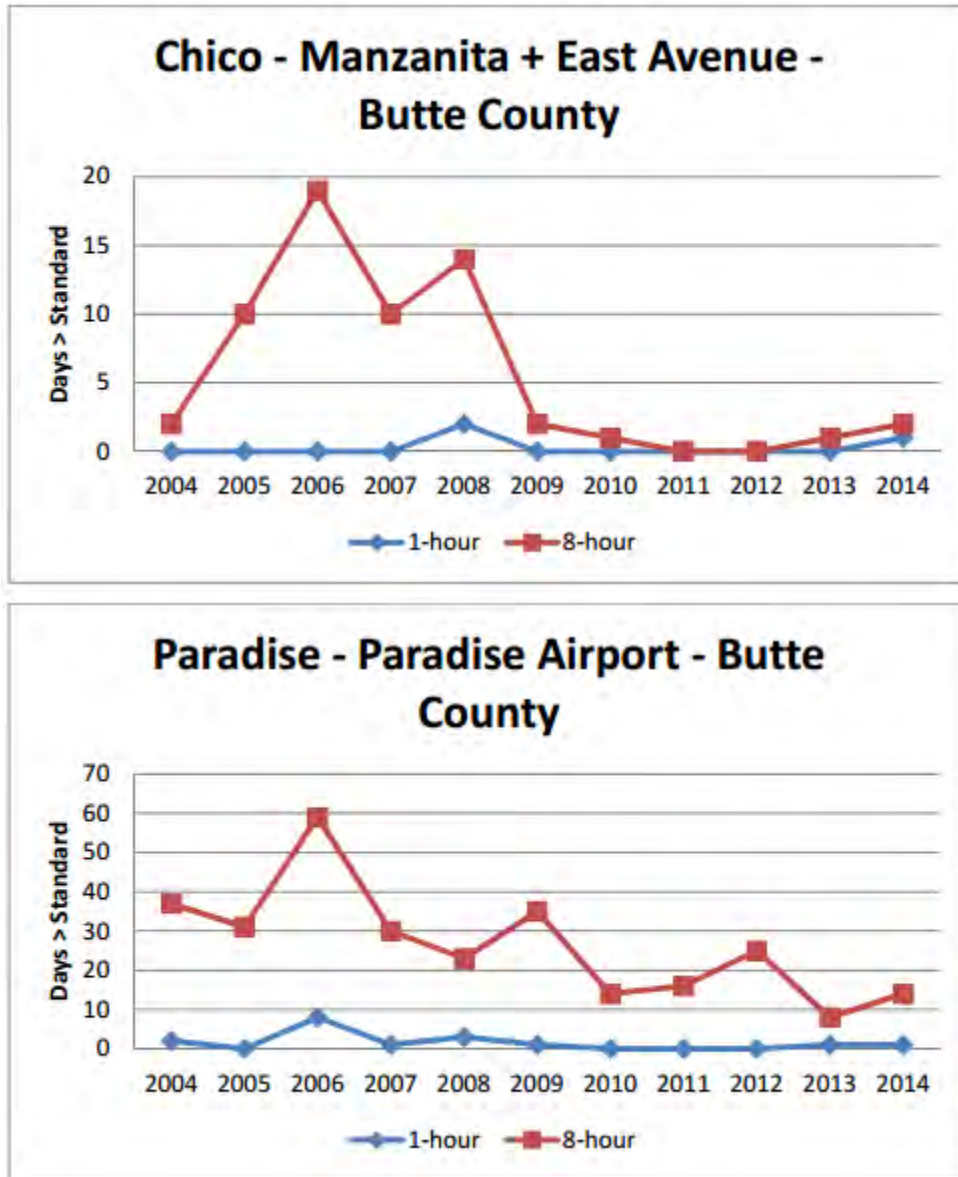 Chico - Manzanita + East Avenue -
Butte County
Days > Standard
20
15
10
5
0
2004 2005 2006 2007 2008 2009 2010 2011 2012 2013 2014
1-hour 8-hour
Paradise - Paradise Airport - Butte
County
Days > Standard
70
60
50
40
30
20
10
0
2004 2005 2006 2007 2008 2009 2010 2011 2012 2013 2014
1-hour 8-hour